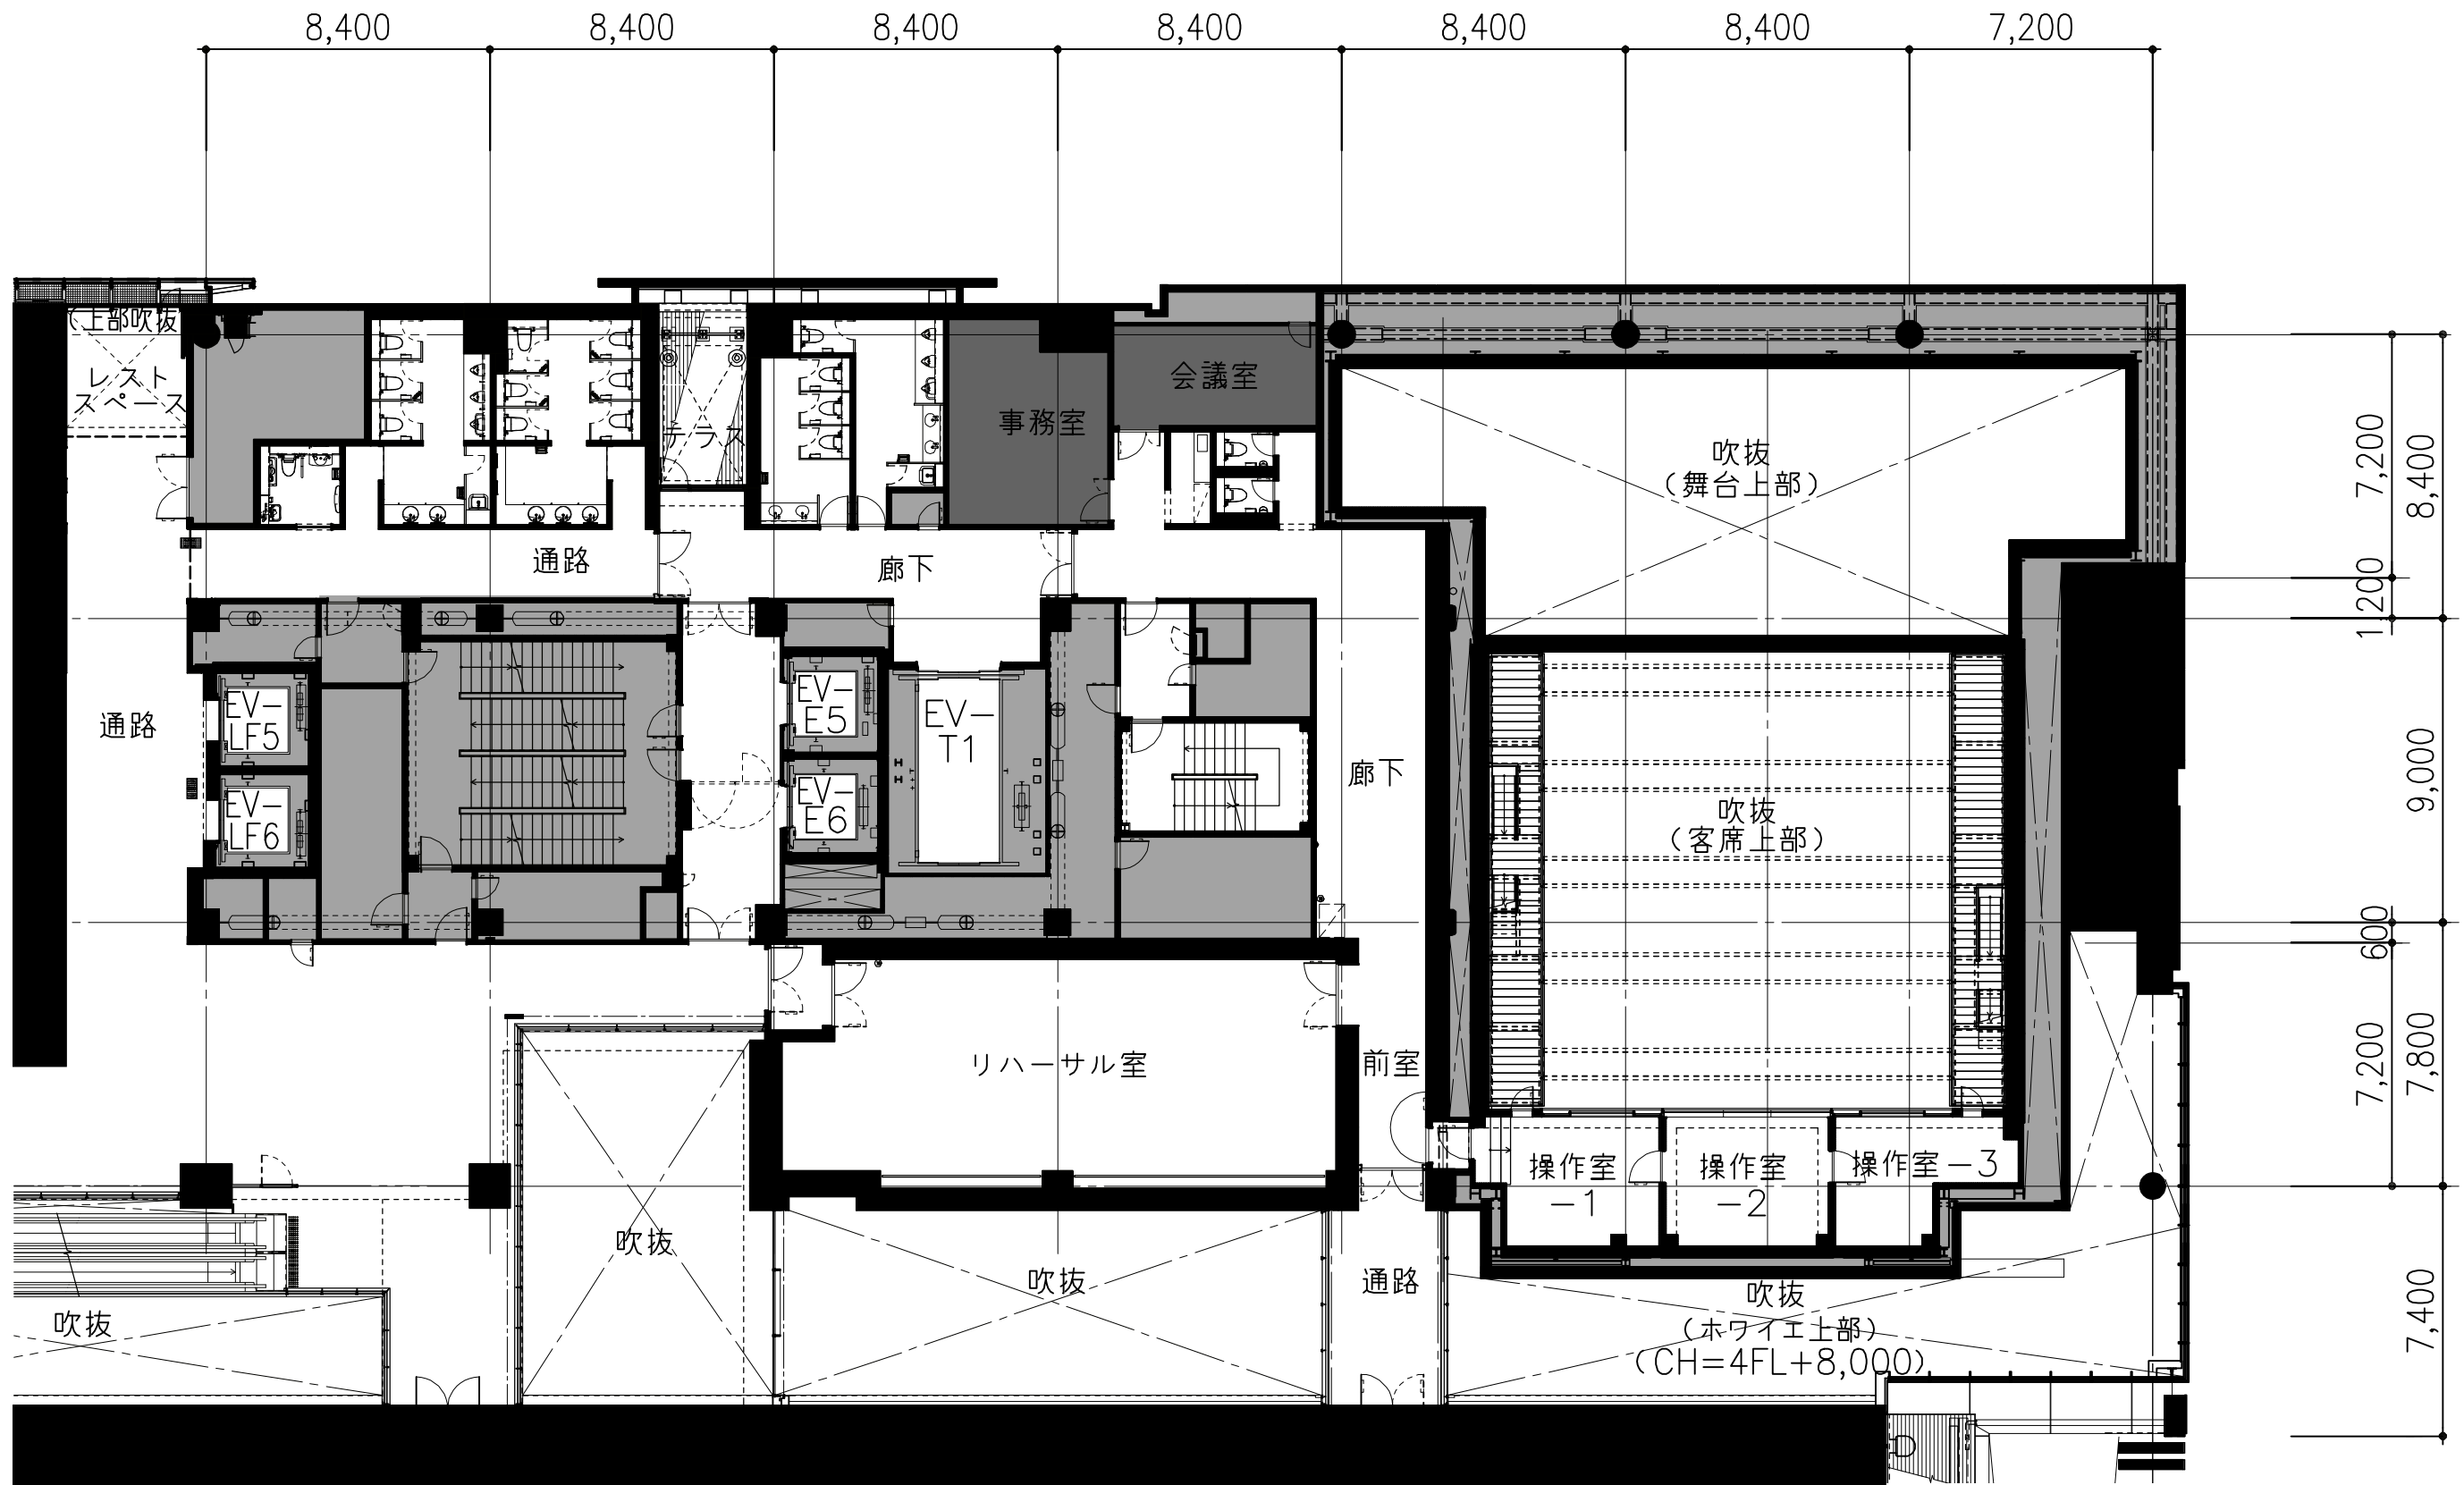 8,400
8,400
8,400
8,400
8,400
8,400
7,200
(上部吹抜
レスト
スペース
テラス
事務室
会議室
吹抜
(舞台上部)
7,200
8,400
通路
廊下
1,200
EV-
LF5
EV-
LF6
通路
EV-
E5
EV-
E6
EV-
T1
廊下
吹抜
(客席上部)
9,000
600
リハーサル室
前室
7,200
7,800
操作室
-1
操作室
-2
操作室-3
吹抜
吹抜
吹抜
通路
吹抜
(ホワイエ上部)
(CH=4FL+8,000)
7,400